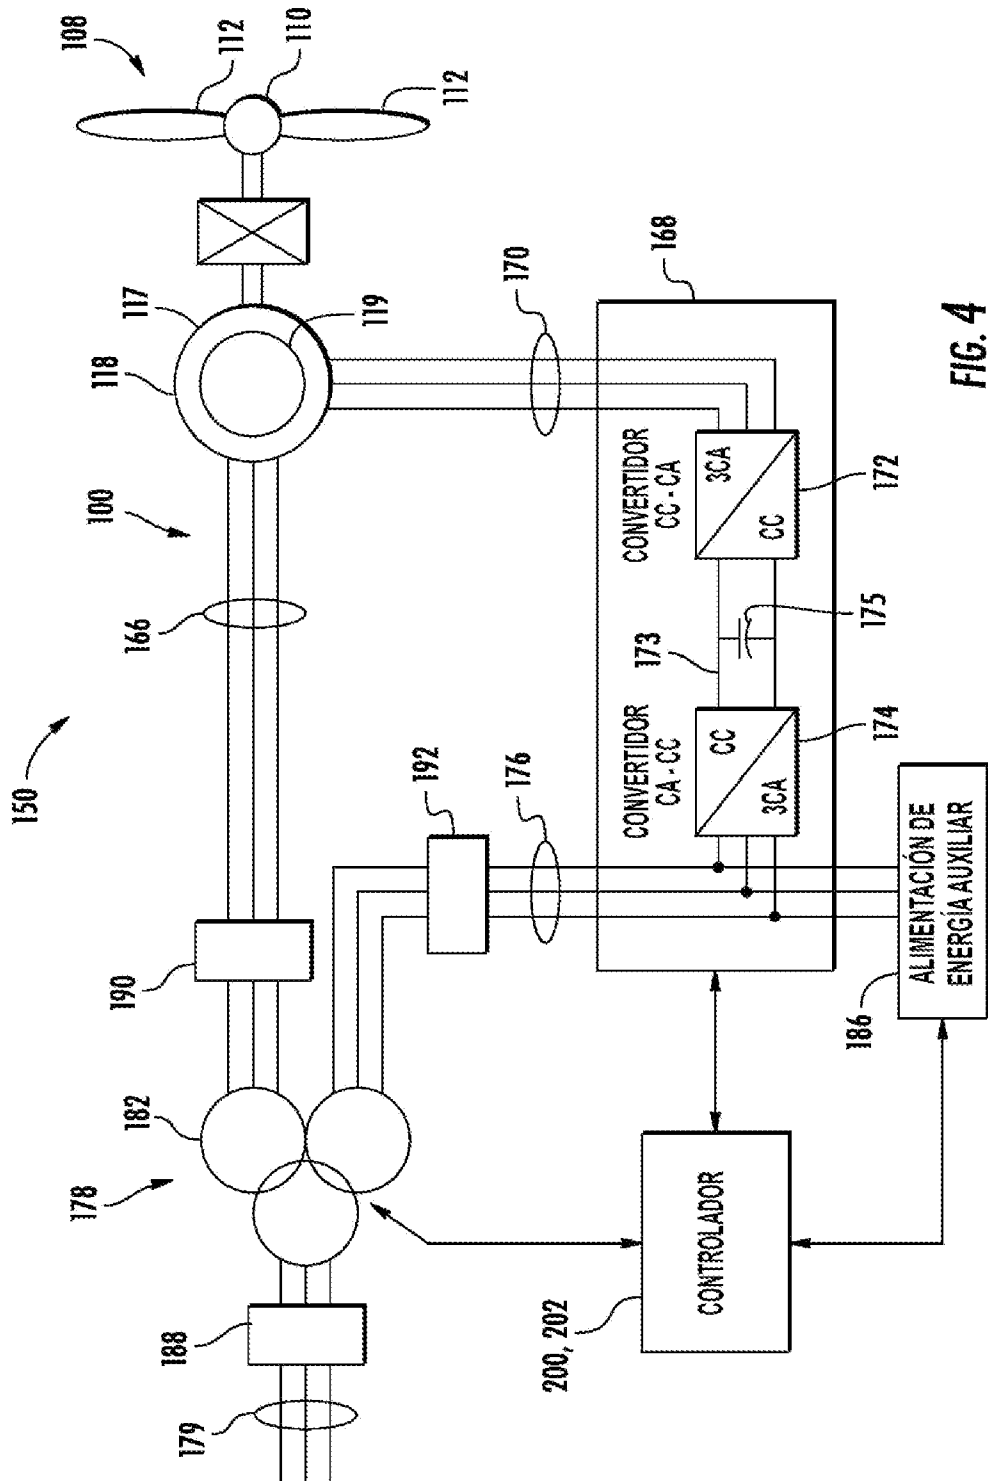 150
178
182
190
166
100
118
117
108
112
110
112
119
179
188
192
176
170
168
CONVERTIDOR
CA - CC
CONVERTIDOR
CC - CA
173
CC
3CA
3CA
CC
174
175
172
200, 202
CONTROLADOR
186
ALIMENTACIÓN DE
ENERGÍA AUXILIAR
FIG. 4